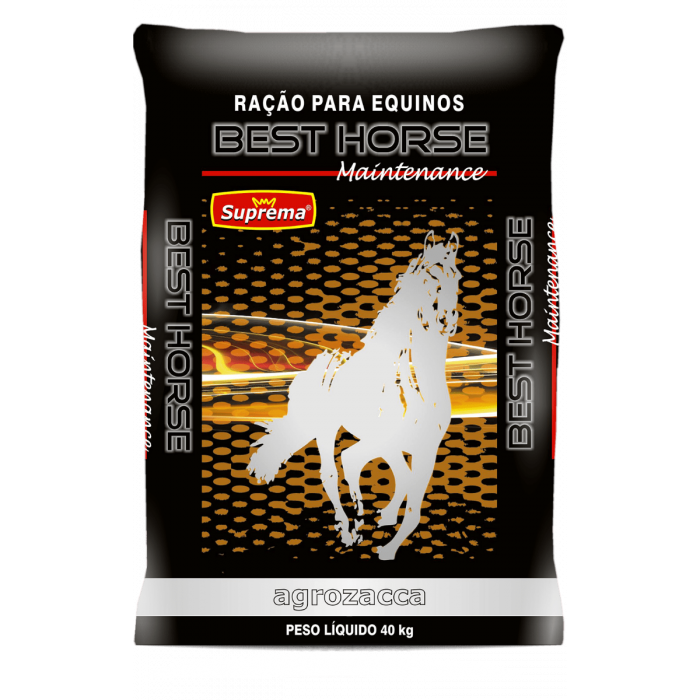 RAÇÃO PARA EQUINOS
BEST HORSE
Maintenance
Suprema®
BEST HORSE
Maintenance
BEST HORSE
Maintenance
agrozacca
PESO LÍQUIDO 40 kg